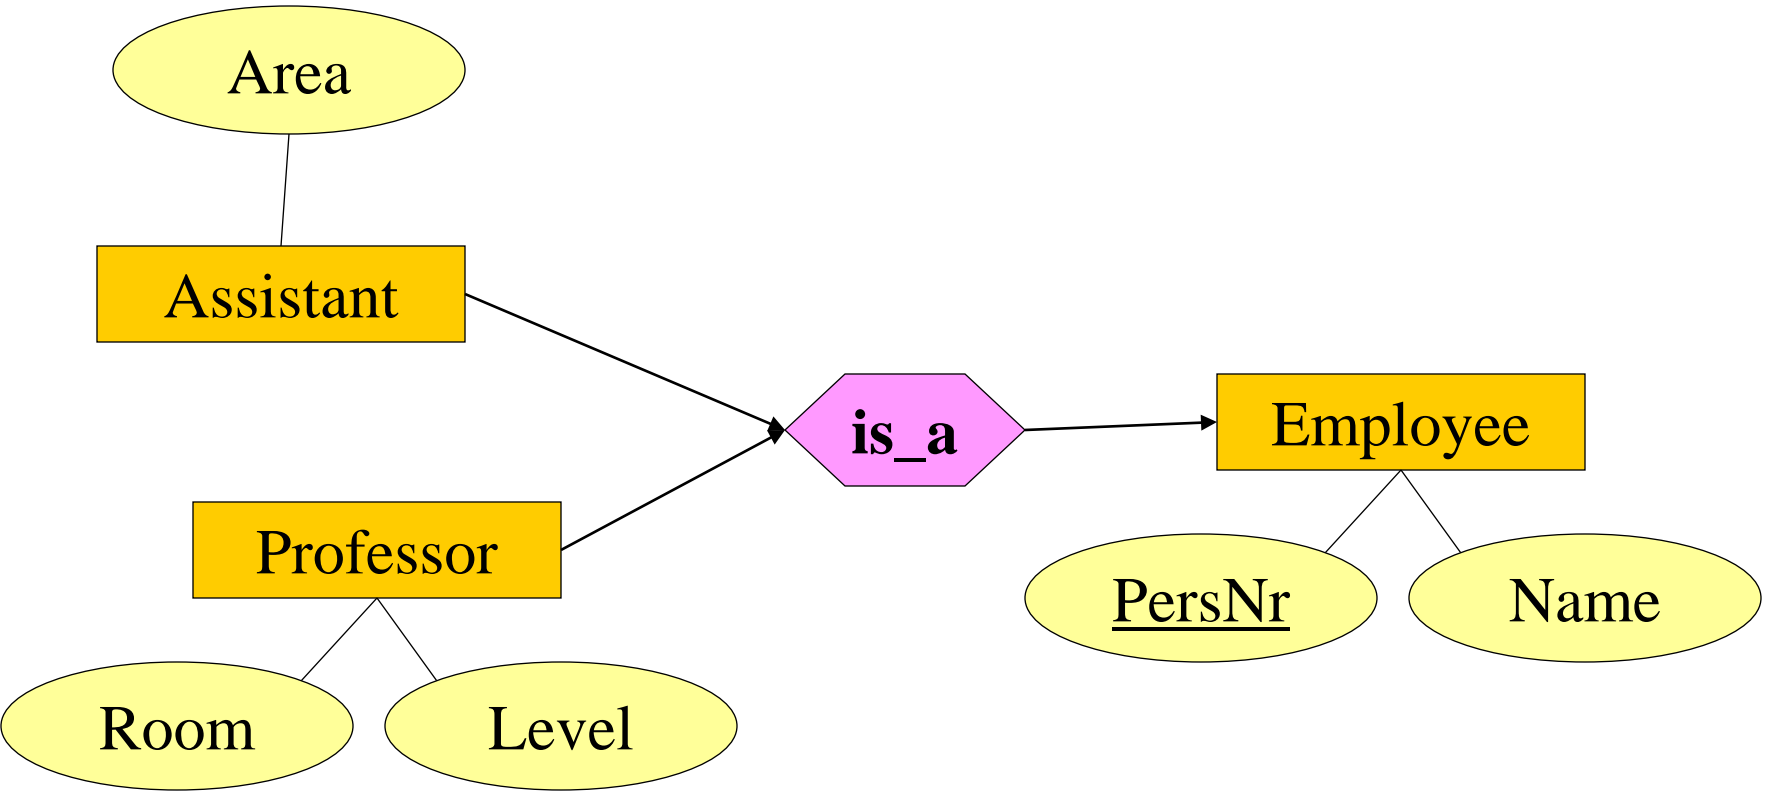 Area
Assistant
is_a
Employee
Professor
PersNr
Name
Room
Level